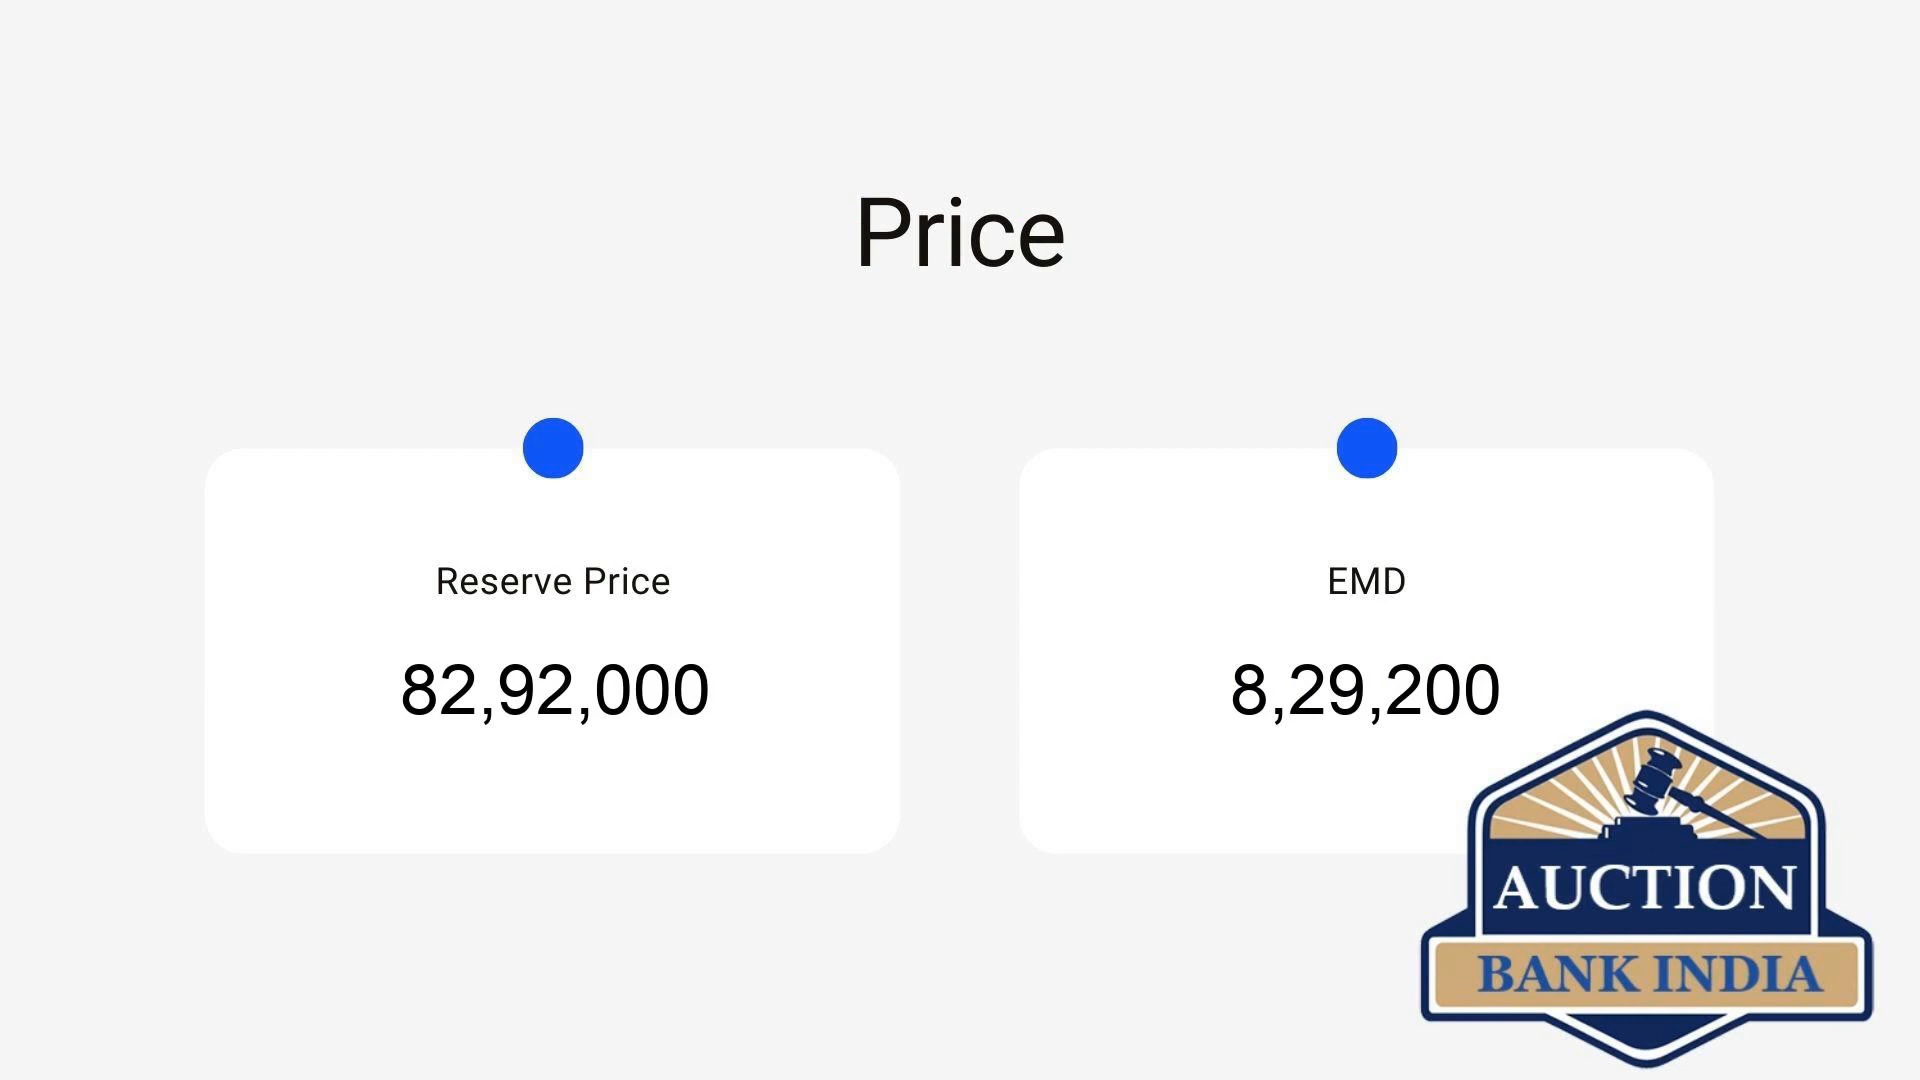 Price
Reserve Price
82,92,000
EMD
8,29,200
AUCTION
BANK INDIA